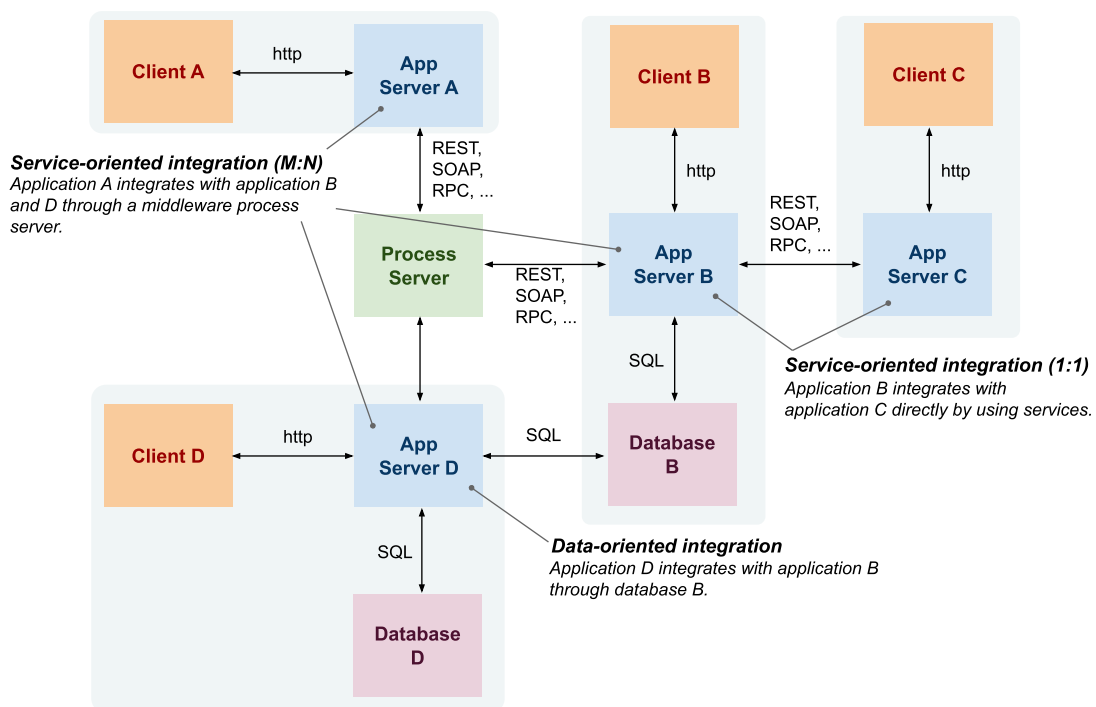 Client A
http
App
Server A
Client B
Client C
Service-oriented integration (M:N)
Application A integrates with application B
and D through a middleware process
server.
REST,
SOAP,
RPC, ...
http
http
Process
Server
REST,
SOAP,
RPC, ...
App
Server B
REST,
SOAP,
RPC, ...
App
Server C
SQL
Service-oriented integration (1:1)
Application B integrates with
application C directly by using services.
Client D
http
App
Server D
SQL
Database
B
SQL
Data-oriented integration
Application D integrates with application B
through database B.
Database
D